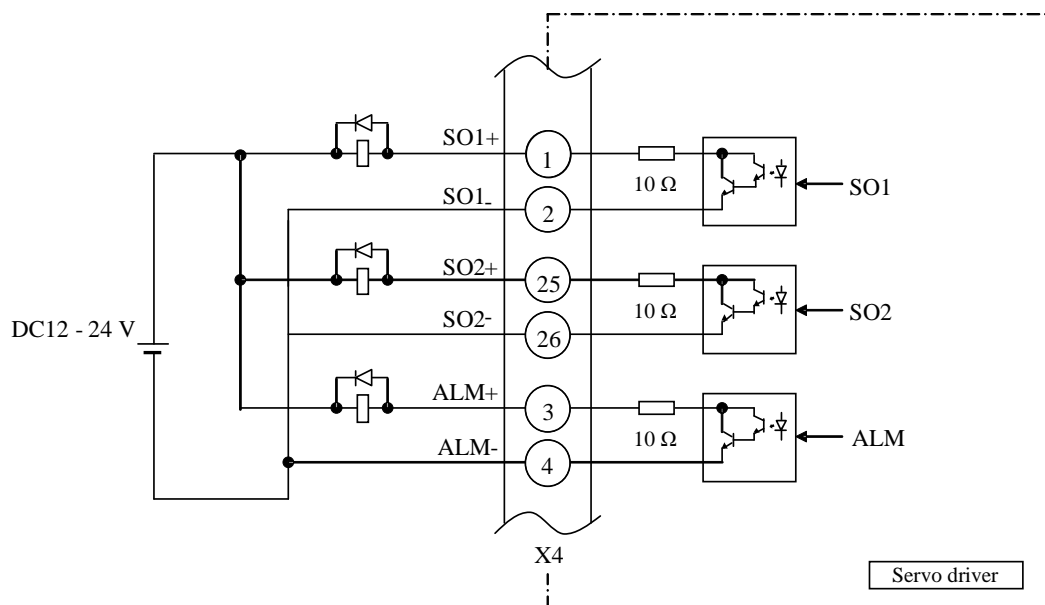 SO1+
1
10 Ω
SO1
SO1-
2
SO2+
25
10 Ω
SO2
SO2-
26
DC12 - 24 V
ALM+
3
10 Ω
ALM
ALM-
4
X4
Servo driver